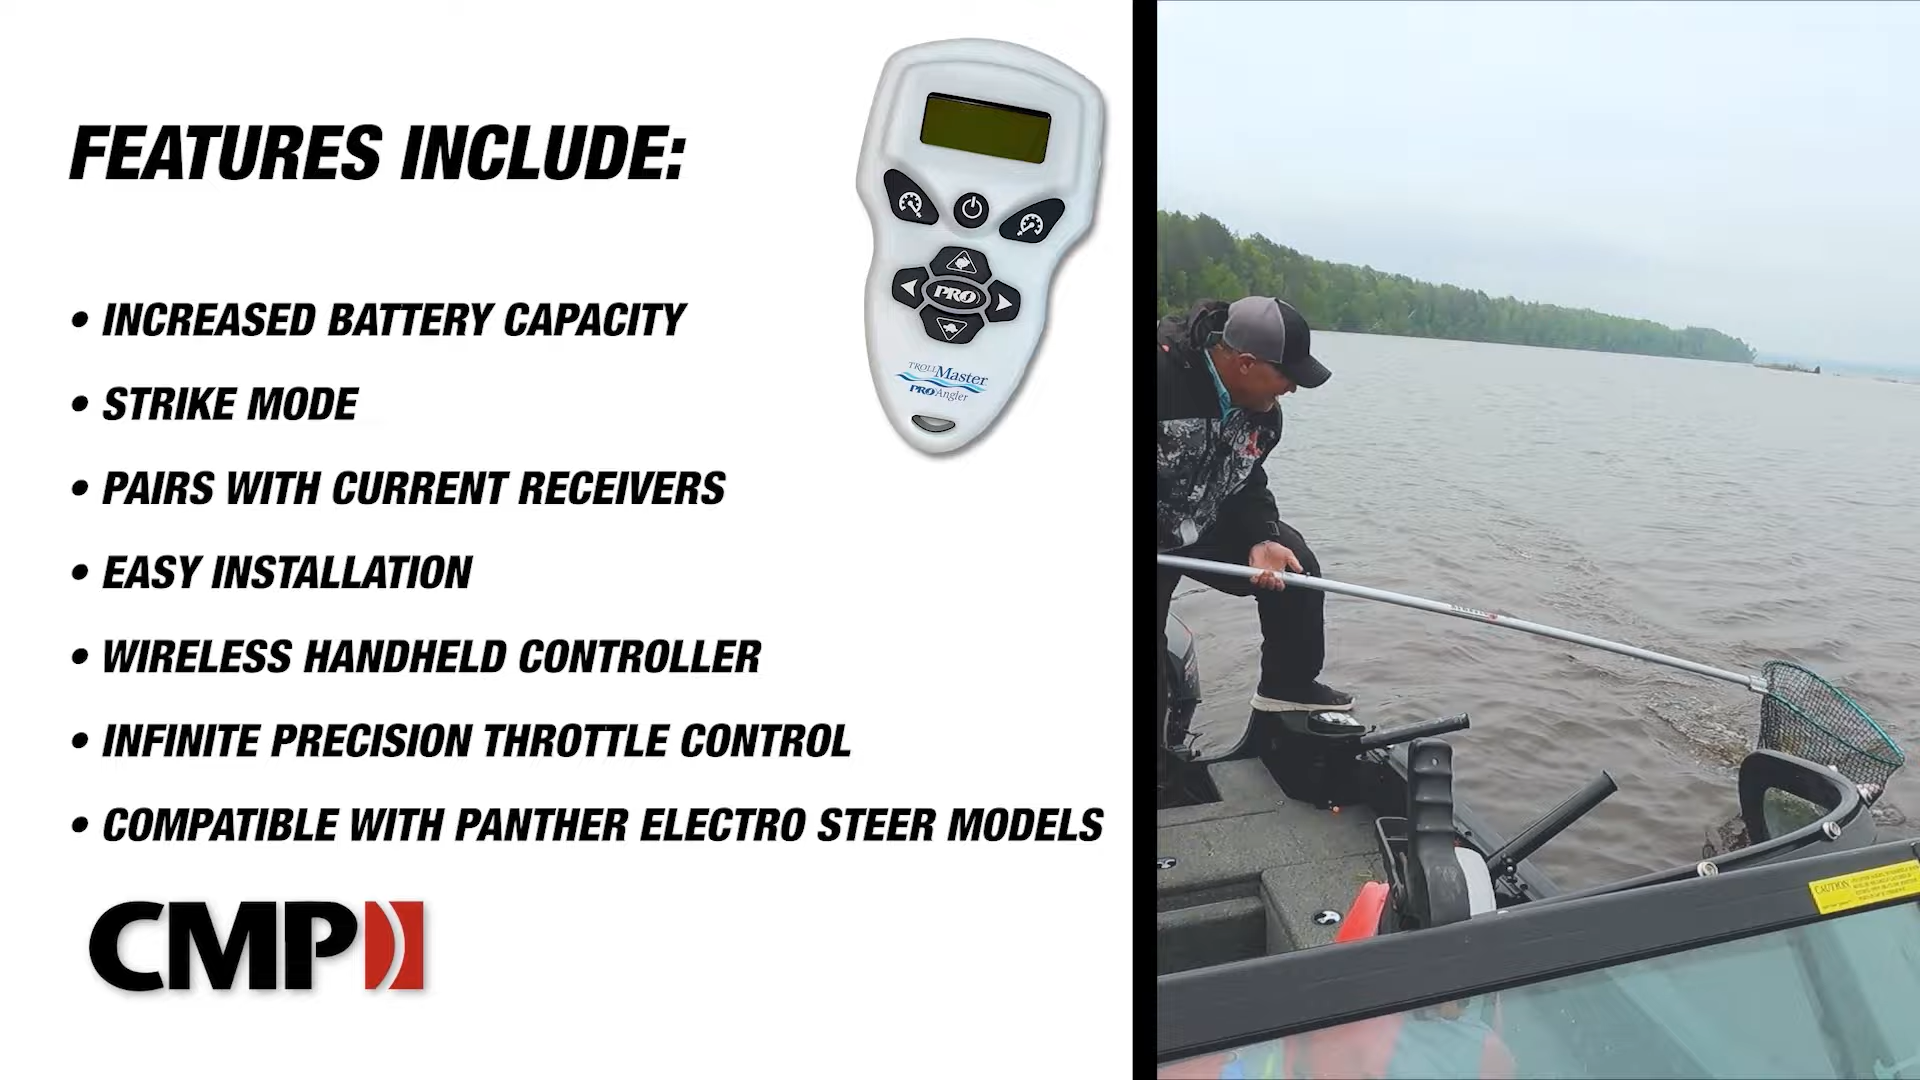 FEATURES INCLUDE:
• INCREASED BATTERY CAPACITY
• STRIKE MODE
• PAIRS WITH CURRENT RECEIVERS
• EASY INSTALLATION
• WIRELESS HANDHELD CONTROLLER
• INFINITE PRECISION THROTTLE CONTROL
• COMPATIBLE WITH PANTHER ELECTRO STEER MODELS
CMP
PRO
TROLLMaster
PRO Angler
CAUTION